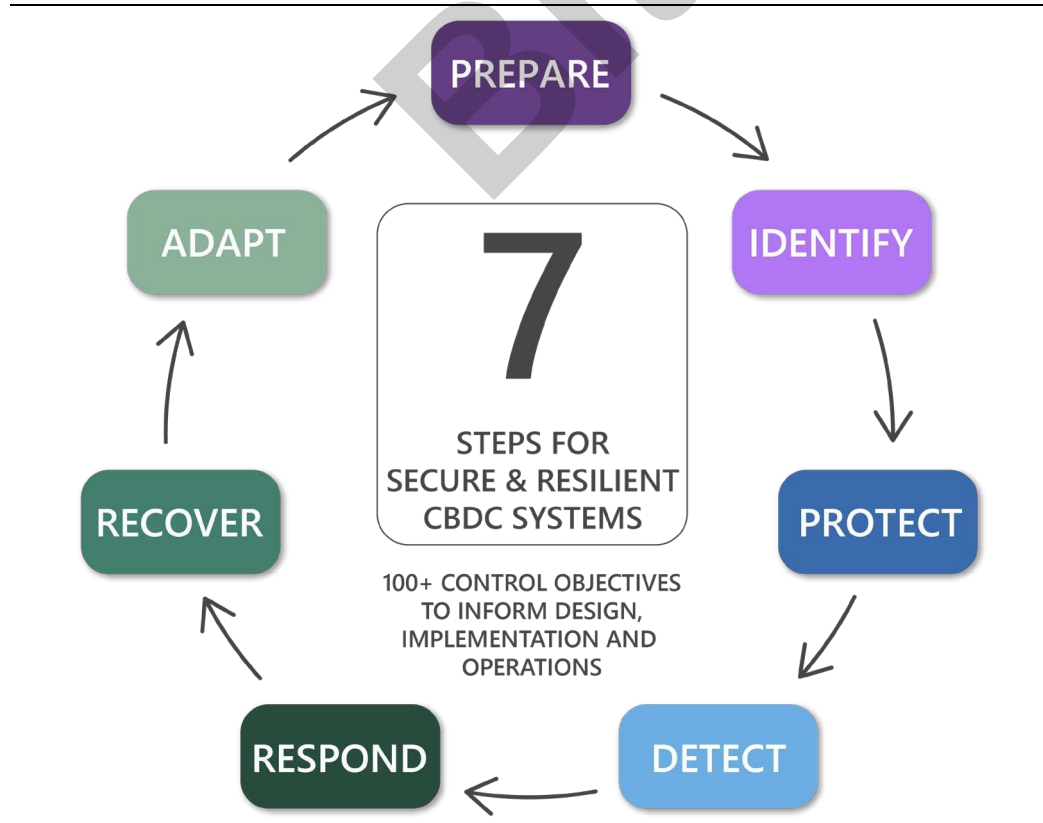 PREPARE
IDENTIFY
PROTECT
DETECT
RESPOND
RECOVER
ADAPT
7
STEPS FOR
SECURE & RESILIENT
CBDC SYSTEMS
100+ CONTROL OBJECTIVES
TO INFORM DESIGN,
IMPLEMENTATION AND
OPERATIONS